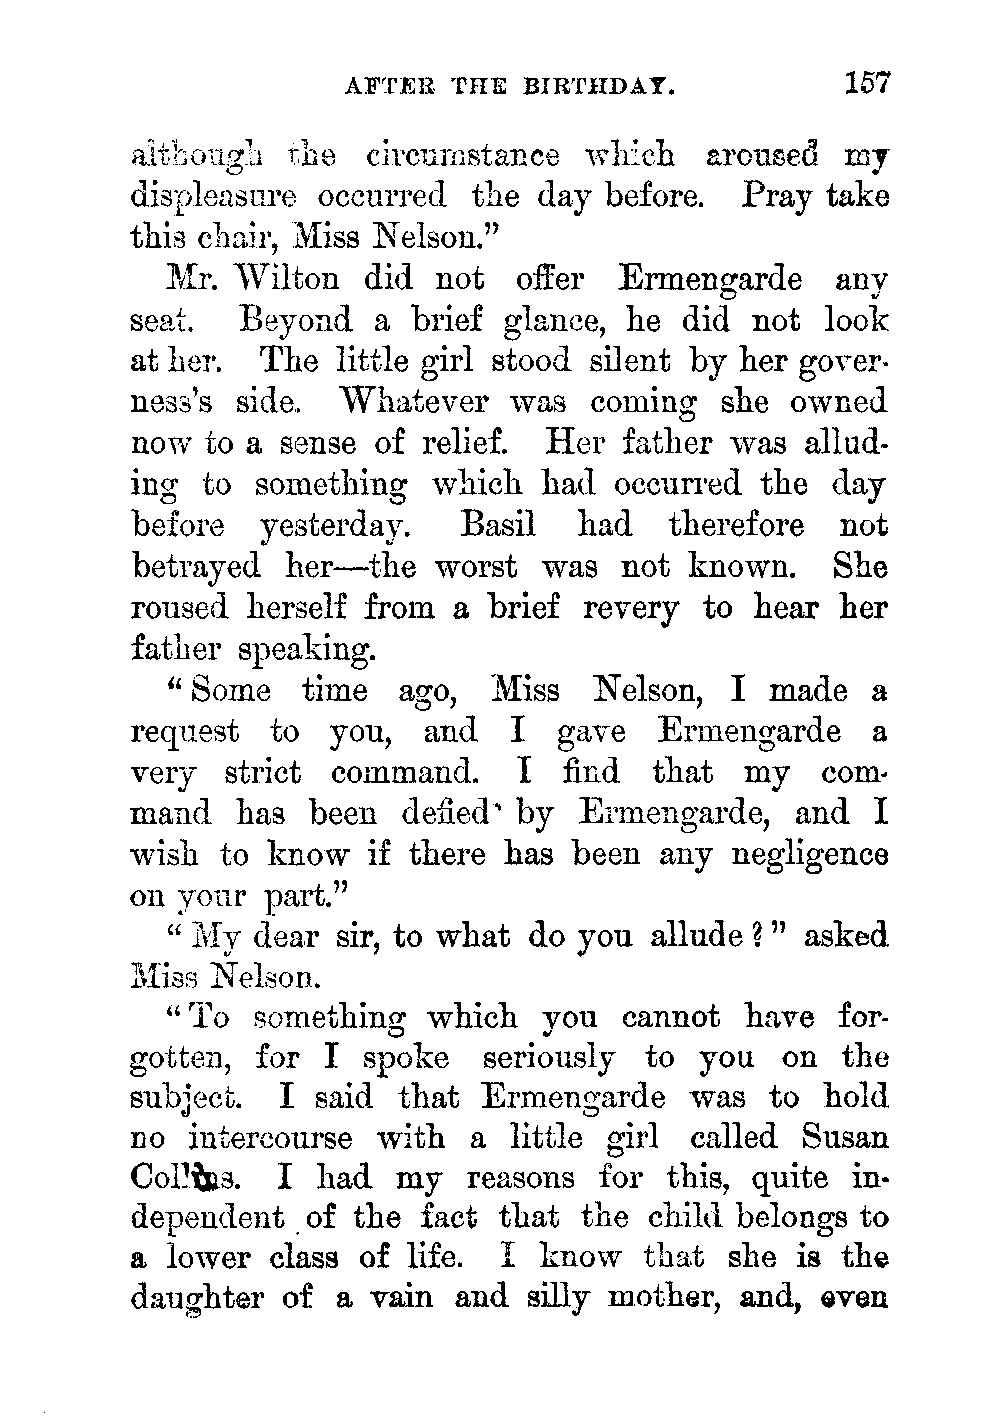 AFTER THE BIRTHDAY. 157
although the circumstance which aroused my
displeasure occurred the day before. Pray take
this chair, Miss Nelson.”
Mr. Wilton did not offer Ermengarde any
seat. Beyond a brief glance, he did not look
at her. The little girl stood silent by her gover-
ness’s side. Whatever was coming she owned
now to a sense of relief. Her father was allud-
ing to something which had occurred the day
before yesterday. Basil had therefore not
betrayed her—the worst was not known. She
roused herself from a brief revery to hear her
father speaking.
“Some time ago, Miss Nelson, I made a
request to you, and I gave Ermengarde a
very strict command. I find that my com-
mand has been defied by Ermengarde, and I
wish to know if there has been any negligence
on your part.”
“My dear sir, to what do you allude?” asked
Miss Nelson.
“To something which you cannot have for-
gotten, for I spoke seriously to you on the
subject. I said that Ermengarde was to hold
no intercourse with a little girl called Susan
Collins. I had my reasons for this, quite in-
dependent of the fact that the child belongs to
a lower class of life. I know that she is the
daughter of a vain and silly mother, and, even